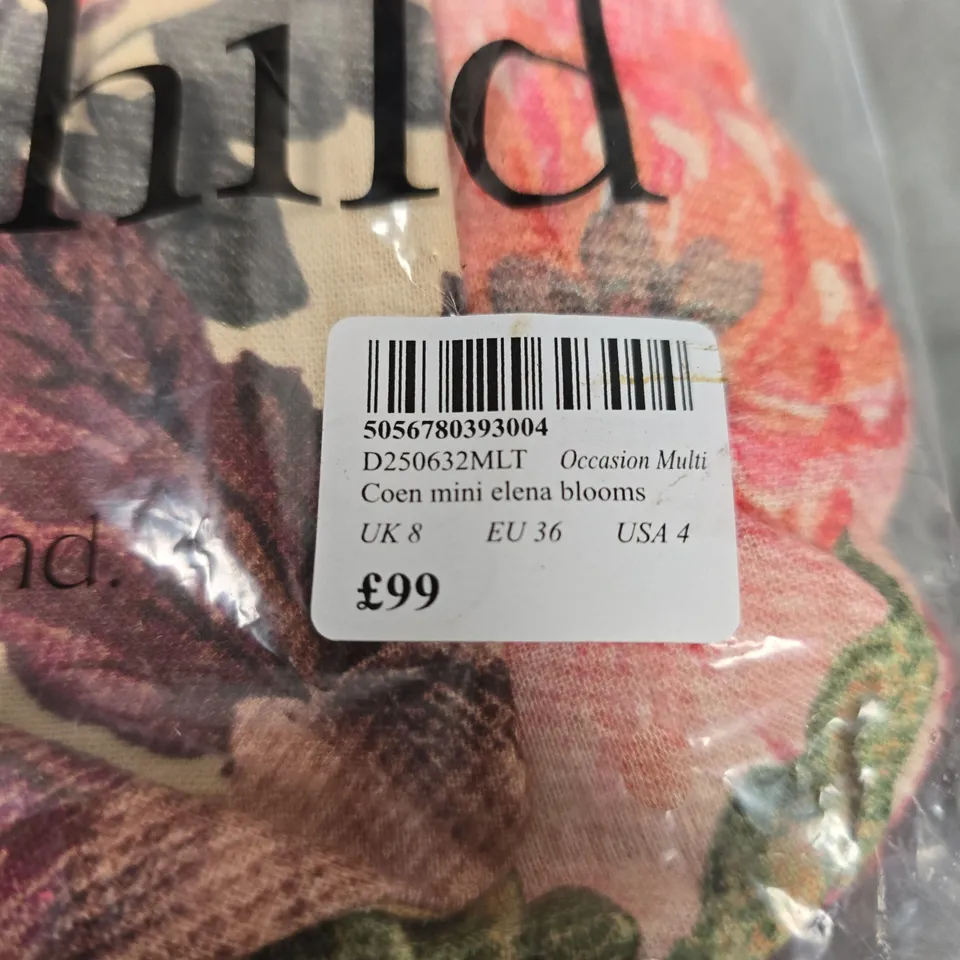 hild
nd.
5056780393004
D250632MLT Occasion Multi
Coen mini elena blooms
UK 8 EU 36 USA 4
£99